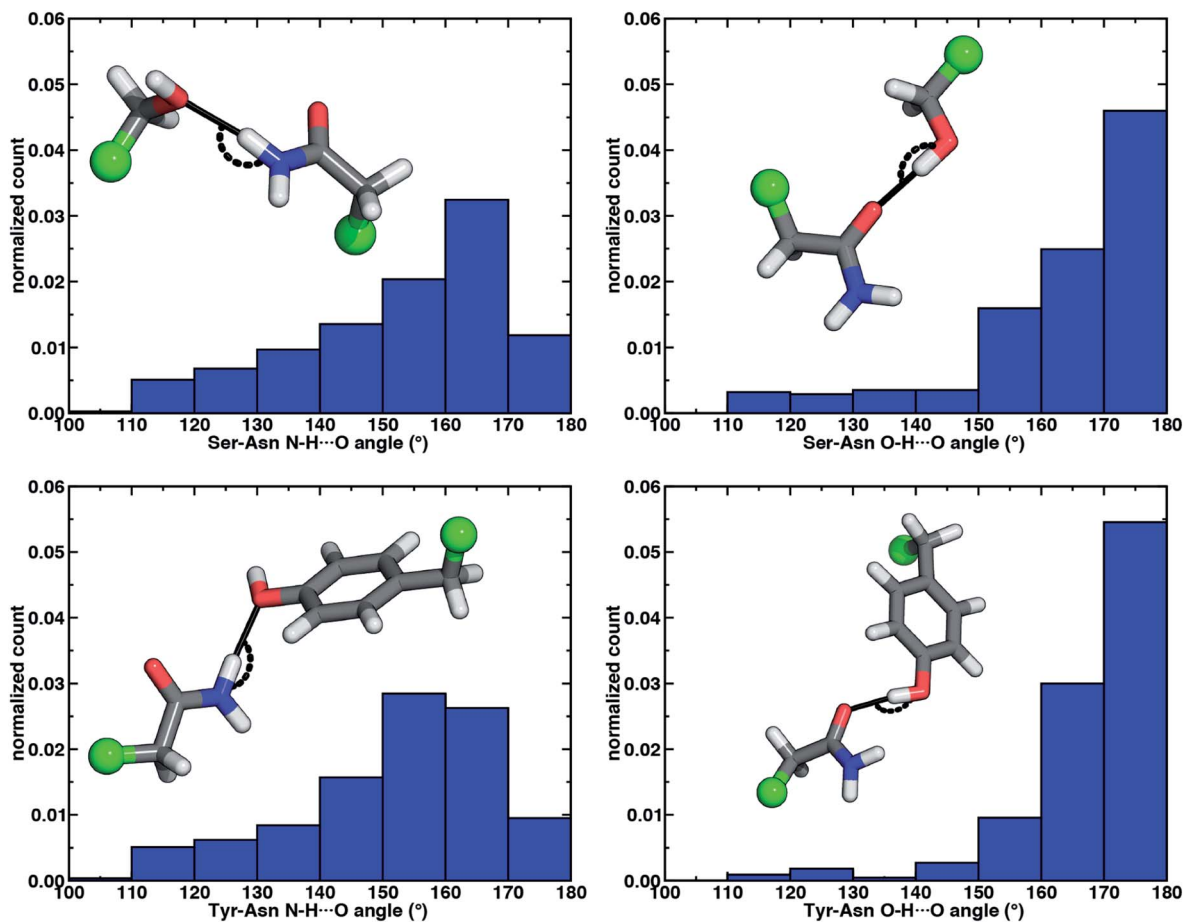 0.06
0.05
0.04
0.03
0.02
0.01
0.00
normalized count
100 110 120 130 140 150 160 170 180
Ser-Asn N-H···O angle (°)
0.06
0.05
0.04
0.03
0.02
0.01
0.00
normalized count
100 110 120 130 140 150 160 170 180
Ser-Asn O-H···O angle (°)
0.06
0.05
0.04
0.03
0.02
0.01
0.00
normalized count
100 110 120 130 140 150 160 170 180
Tyr-Asn N-H···O angle (°)
0.06
0.05
0.04
0.03
0.02
0.01
0.00
normalized count
100 110 120 130 140 150 160 170 180
Tyr-Asn O-H···O angle (°)